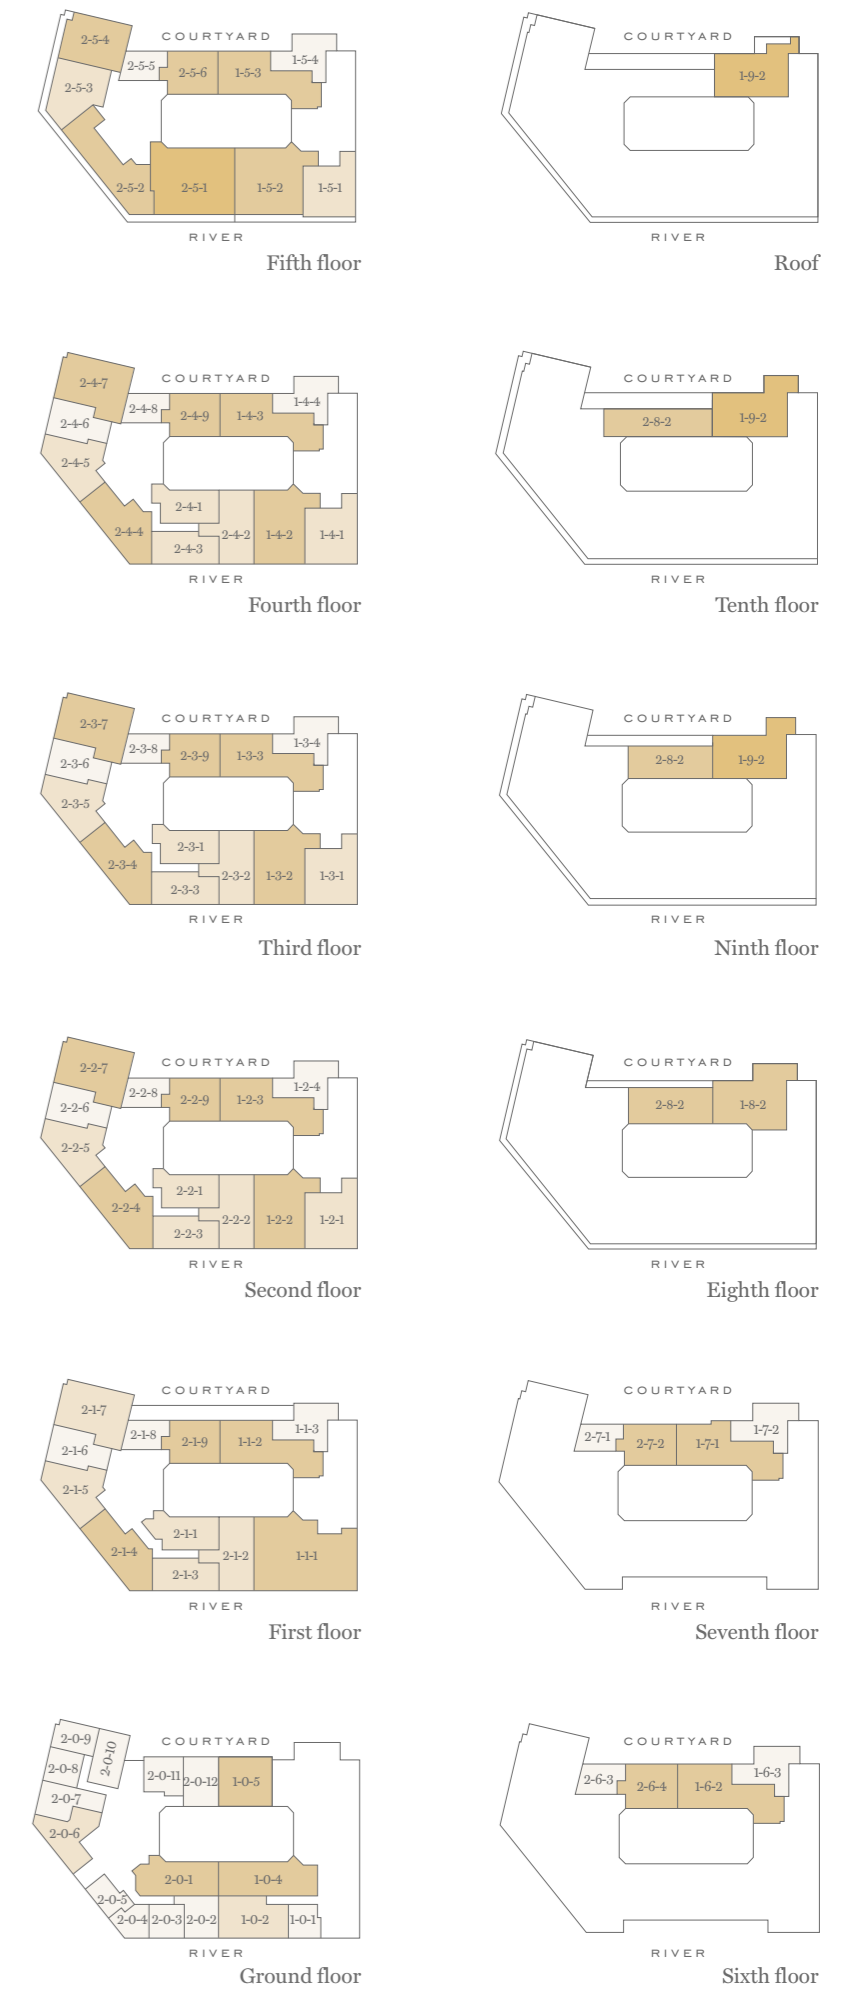 COURTYARD
2-5-4
2-5-5
2-5-6
1-5-3
1-5-4
2-5-3
2-5-2
2-5-1
1-5-2
1-5-1
RIVER
Fifth floor
COURTYARD
1-9-2
RIVER
Roof
COURTYARD
2-4-7
2-4-8
2-4-9
1-4-3
1-4-4
2-4-6
2-4-5
2-4-1
2-4-4
2-4-3
2-4-2
1-4-2
1-4-1
RIVER
Fourth floor
COURTYARD
2-8-2
1-9-2
RIVER
Tenth floor
COURTYARD
2-3-7
2-3-8
2-3-9
1-3-3
1-3-4
2-3-6
2-3-5
2-3-1
2-3-4
2-3-3
2-3-2
1-3-2
1-3-1
RIVER
Third floor
COURTYARD
2-8-2
1-9-2
RIVER
Ninth floor
COURTYARD
2-2-7
2-2-8
2-2-9
1-2-3
1-2-4
2-2-6
2-2-5
2-2-1
2-2-4
2-2-3
2-2-2
1-2-2
1-2-1
RIVER
Second floor
COURTYARD
2-8-2
1-8-2
RIVER
Eighth floor
COURTYARD
2-1-7
2-1-8
2-1-9
1-1-2
1-1-3
2-1-6
2-1-5
2-1-1
2-1-4
2-1-3
2-1-2
1-1-1
RIVER
First floor
COURTYARD
2-7-1
2-7-2
1-7-1
1-7-2
RIVER
Seventh floor
COURTYARD
2-0-9
2-0-10
2-0-8
2-0-11
2-0-12
1-0-5
2-0-7
2-0-6
2-0-1
1-0-4
2-0-5
2-0-4
2-0-3
2-0-2
1-0-2
1-0-1
RIVER
Ground floor
COURTYARD
2-6-3
2-6-4
1-6-2
1-6-3
RIVER
Sixth floor